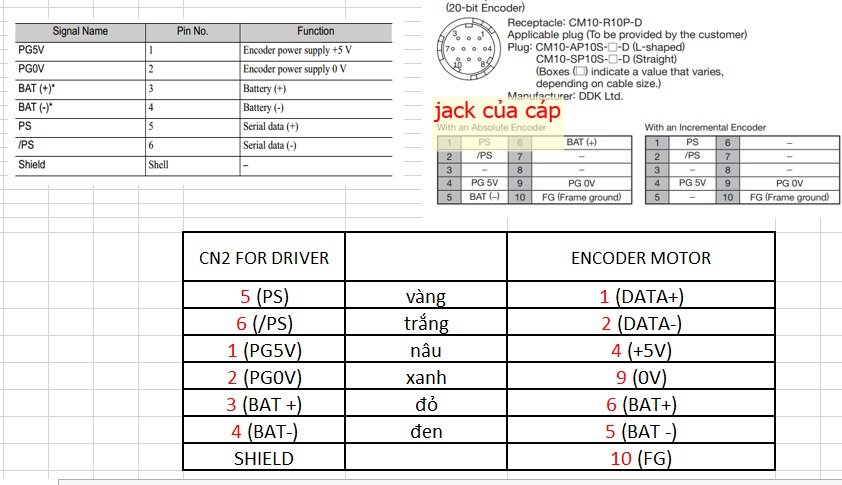 Signal Name Pin No. Function
PG5V 1 Encoder power supply +5 V
PG0V 2 Encoder power supply 0 V
BAT (+)* 3 Battery (+)
BAT (-)* 4 Battery (-)
PS 5 Serial data (+)
/PS 6 Serial data (-)
Shield Shell –
(20-bit Encoder)
Receptacle: CM10-R10P-D
Applicable plug (To be provided by the customer)
Plug: CM10-AP10S-□-D (L-shaped)
CM10-SP10S-□-D (Straight)
(Boxes (□) indicate a value that varies,
depending on cable size.)
Manufacturer: DDK Ltd.
3 1
7 4
10 8
jack của cáp
With an Absolute Encoder
1 PS 6 BAT (+)
2 /PS 7 –
3 – 8 –
4 PG 5V 9 PG 0V
5 BAT (–) 10 FG (Frame ground)
With an Incremental Encoder
1 PS 6 –
2 /PS 7 –
3 – 8 –
4 PG 5V 9 PG 0V
5 – 10 FG (Frame ground)
CN2 FOR DRIVER ENCODER MOTOR
5 (PS) vàng 1 (DATA+)
6 (/PS) trắng 2 (DATA-)
1 (PG5V) nâu 4 (+5V)
2 (PG0V) xanh 9 (0V)
3 (BAT +) đỏ 6 (BAT+)
4 (BAT-) đen 5 (BAT -)
SHIELD 10 (FG)